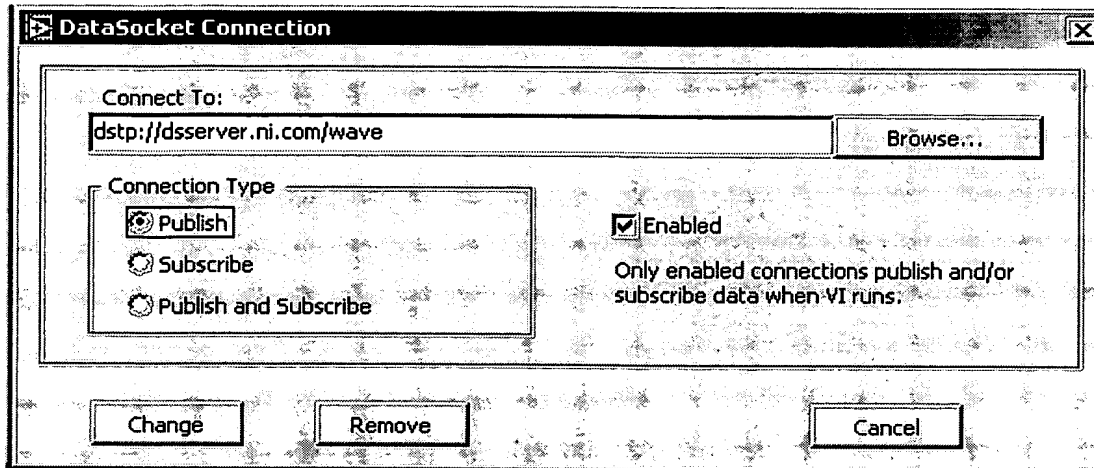 DataSocket Connection
Connect To:
dstp://dsserver.ni.com/wave
Browse...
Connection Type
Publish
Subscribe
Publish and Subscribe
Enabled
Only enabled connections publish and/or
subscribe data when VI runs.
Change
Remove
Cancel